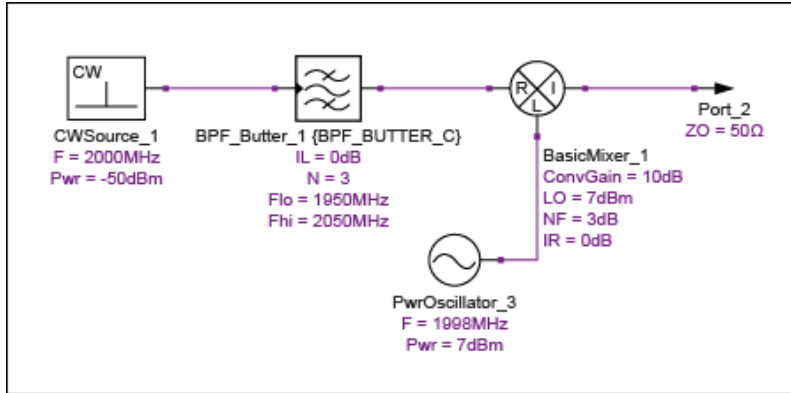 CW
CWSource_1
F = 2000MHz
Pwr = -50dBm
BPF_Butter_1 {BPF_BUTTER_C}
IL = 0dB
N = 3
Flo = 1950MHz
Fhi = 2050MHz
R I
L
BasicMixer_1
ConvGain = 10dB
LO = 7dBm
NF = 3dB
IR = 0dB
Port_2
ZO = 50Ω
PwrOscillator_3
F = 1998MHz
Pwr = 7dBm